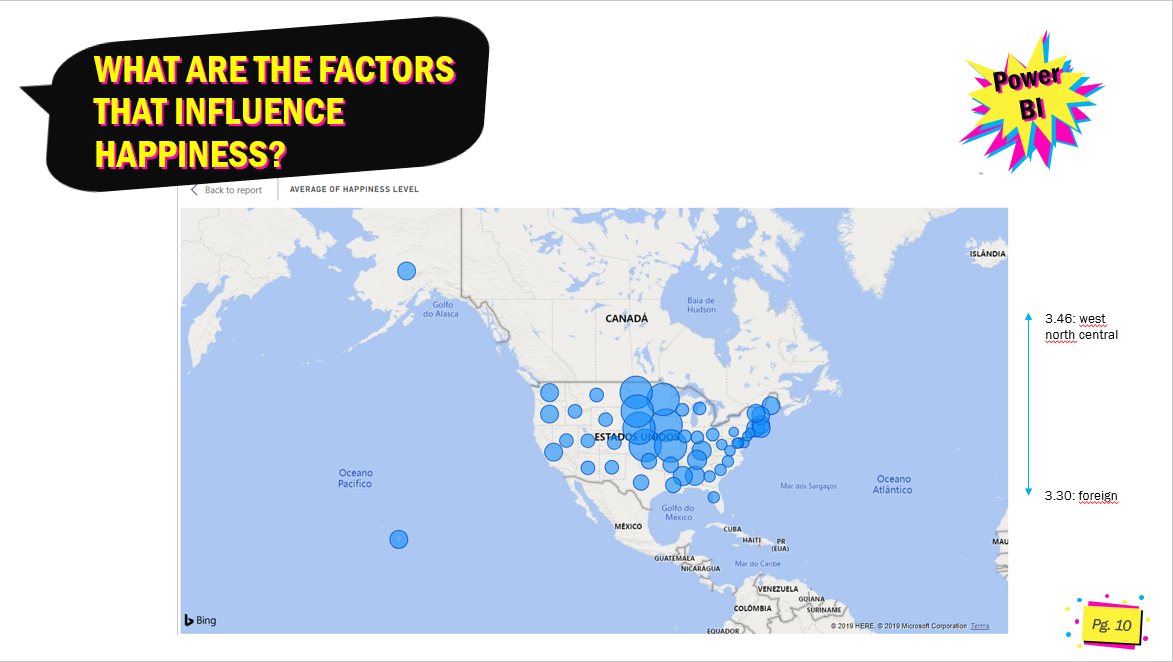 WHAT ARE THE FACTORS
THAT INFLUENCE
HAPPINESS?
Power
BI
Back to report
AVERAGE OF HAPPINESS LEVEL
ISLÂNDIA
Golfo
do Alasca
Baia de
Hudson
CANADÁ
3.46: west
north central
ESTADOS UNIDOS
Oceano
Pacífico
Mar dos Sargaços
Oceano
Atlântico
3.30: foreign
Golfo do
México
MÉXICO
CUBA
HAITI
PR
(EUA)
MAU
GUATEMALA
NICARÁGUA
Mar do Caribe
VENEZUELA
GUIANA
SURINAME
COLÔMBIA
EQUADOR
Bing
© 2019 HERE, © 2019 Microsoft Corporation Terms
Pg. 10